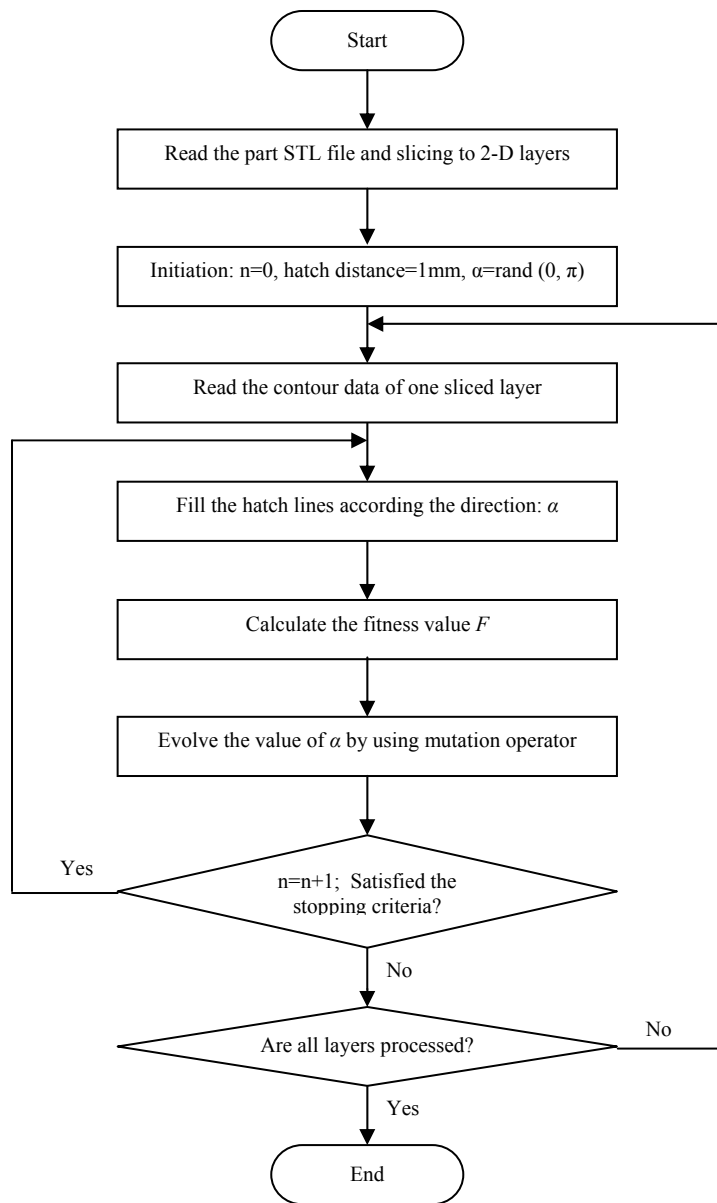 Start
Read the part STL file and slicing to 2-D layers
Initiation: n=0, hatch distance=1mm, α=rand (0, π)
Read the contour data of one sliced layer
Fill the hatch lines according the direction: α
Calculate the fitness value F
Evolve the value of α by using mutation operator
Yes
n=n+1;  Satisfied the
stopping criteria?
No
Are all layers processed?
No
Yes
End